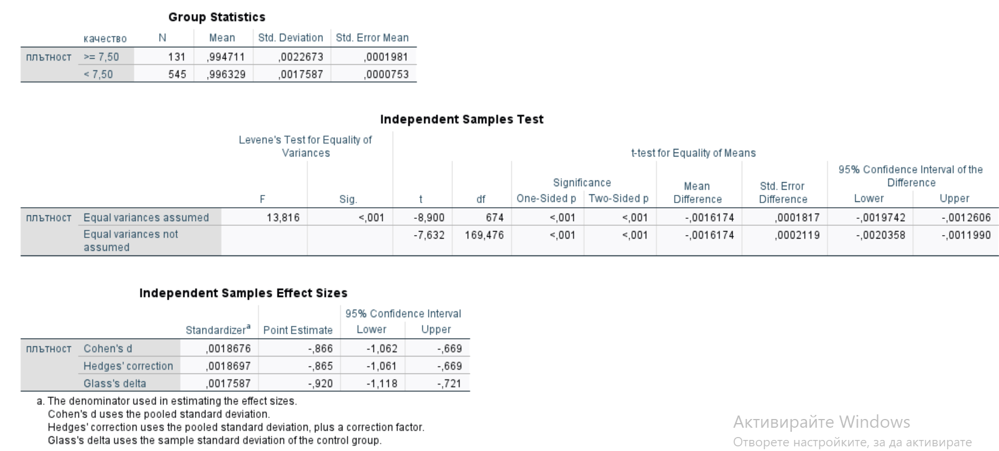 Group Statistics
качество N Mean Std. Deviation Std. Error Mean
плътност >= 7,50 131 ,994711 ,0022673 ,0001981
< 7,50 545 ,996329 ,0017587 ,0000753
Independent Samples Test
Levene's Test for Equality of
Variances
t-test for Equality of Means
F Sig. t df
Significance
One-Sided p Two-Sided p
Mean
Difference
Std. Error
Difference
95% Confidence Interval of the
Difference
Lower Upper
плътност Equal variances assumed 13,816 <,001 -8,900 674 <,001 <,001 -,0016174 ,0001817 -,0019742 -,0012606
Equal variances not
assumed
-7,632 169,476 <,001 <,001 -,0016174 ,0002119 -,0020358 -,0011990
Independent Samples Effect Sizes
Standardizerᵃ Point Estimate
95% Confidence Interval
Lower Upper
плътност Cohen's d ,0018676 -,866 -1,062 -,669
Hedges' correction ,0018697 -,865 -1,061 -,669
Glass's delta ,0017587 -,920 -1,118 -,721
a. The denominator used in estimating the effect sizes.
Cohen's d uses the pooled standard deviation.
Hedges' correction uses the pooled standard deviation, plus a correction factor.
Glass's delta uses the sample standard deviation of the control group.
Активирайте Windows
Отворете настройките, за да активирате